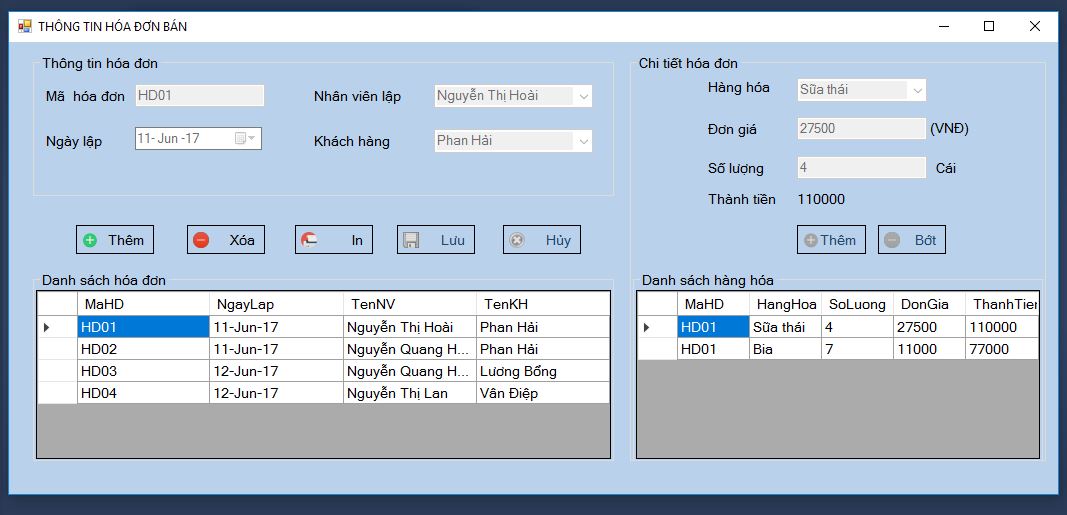 THÔNG TIN HÓA ĐƠN BÁN
Thông tin hóa đơn
Mã hóa đơn HD01 Nhân viên lập Nguyễn Thị Hoài
Ngày lập 11- Jun -17 Khách hàng Phan Hải
Chi tiết hóa đơn
Hàng hóa Sữa thái
Đơn giá 27500 (VNĐ)
Số lượng 4 Cái
Thành tiền 110000
Thêm Xóa In Lưu Hủy
Thêm Bớt
Danh sách hóa đơn
MaHD NgayLap TenNV TenKH
HD01 11-Jun-17 Nguyễn Thị Hoài Phan Hải
HD02 11-Jun-17 Nguyễn Quang H... Phan Hải
HD03 12-Jun-17 Nguyễn Quang H... Lương Bổng
HD04 12-Jun-17 Nguyễn Thị Lan Vân Điệp
Danh sách hàng hóa
MaHD HangHoa SoLuong DonGia ThanhTien
HD01 Sữa thái 4 27500 110000
HD01 Bia 7 11000 77000